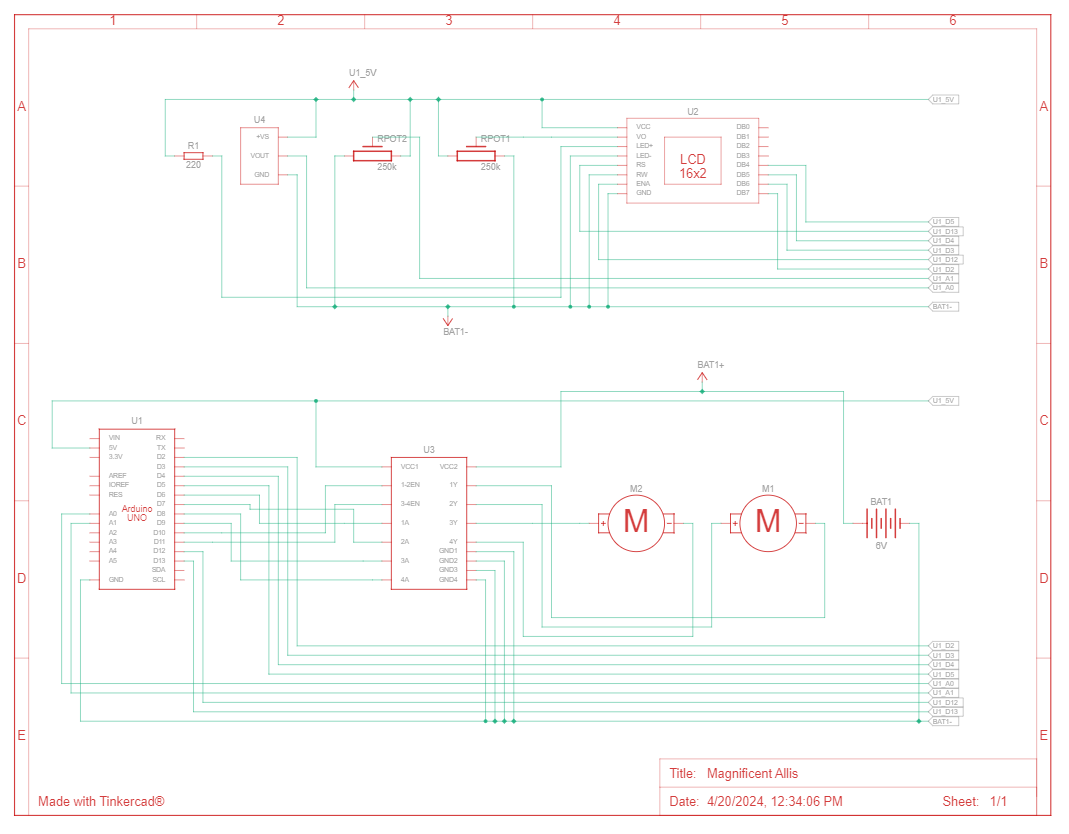 1 2 3 4 5 6
A A
U1_5V
U1_5V
R1
220
U4
+VS
VOUT
GND
RPOT2
250k
RPOT1
250k
U2
VCC DB0
VO DB1
LED+ DB2
LED- DB3
RS DB4
RW DB5
ENA DB6
GND DB7
LCD
16x2
B B
U1_D5
U1_D13
U1_D4
U1_D3
U1_D12
U1_D2
U1_A1
U1_A0
BAT1-
BAT1-
BAT1+
U1_5V
C C
U1
VIN RX
5V TX
3.3V D2
D3
AREF D4
IOREF D5
RES D6
D7
A0 D8
A1 D9
A2 D10
A3 D11
A4 D12
A5 D13
SDA
GND SCL
Arduino
UNO
U3
VCC1 VCC2
1-2EN 1Y
3-4EN 2Y
1A 3Y
2A 4Y
GND1
3A GND2
GND3
4A GND4
M2
+ M -
M1
+ M -
BAT1
6V
D D
U1_D2
U1_D3
U1_D4
U1_D5
U1_A0
U1_A1
U1_D12
U1_D13
BAT1-
E E
Title: Magnificent Allis
Made with Tinkercad®
Date: 4/20/2024, 12:34:06 PM Sheet: 1/1